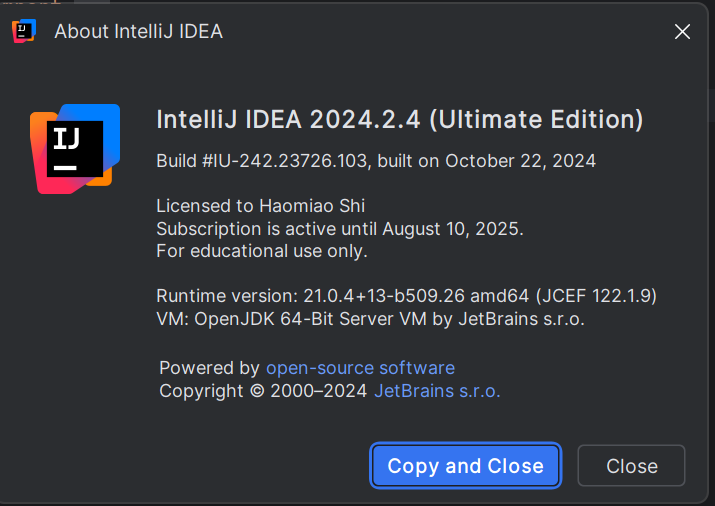 About IntelliJ IDEA
IJ
IntelliJ IDEA 2024.2.4 (Ultimate Edition)
Build #IU-242.23726.103, built on October 22, 2024
Licensed to Haomiao Shi
Subscription is active until August 10, 2025.
For educational use only.
Runtime version: 21.0.4+13-b509.26 amd64 (JCEF 122.1.9)
VM: OpenJDK 64-Bit Server VM by JetBrains s.r.o.
Powered by open-source software
Copyright © 2000–2024 JetBrains s.r.o.
Copy and Close
Close